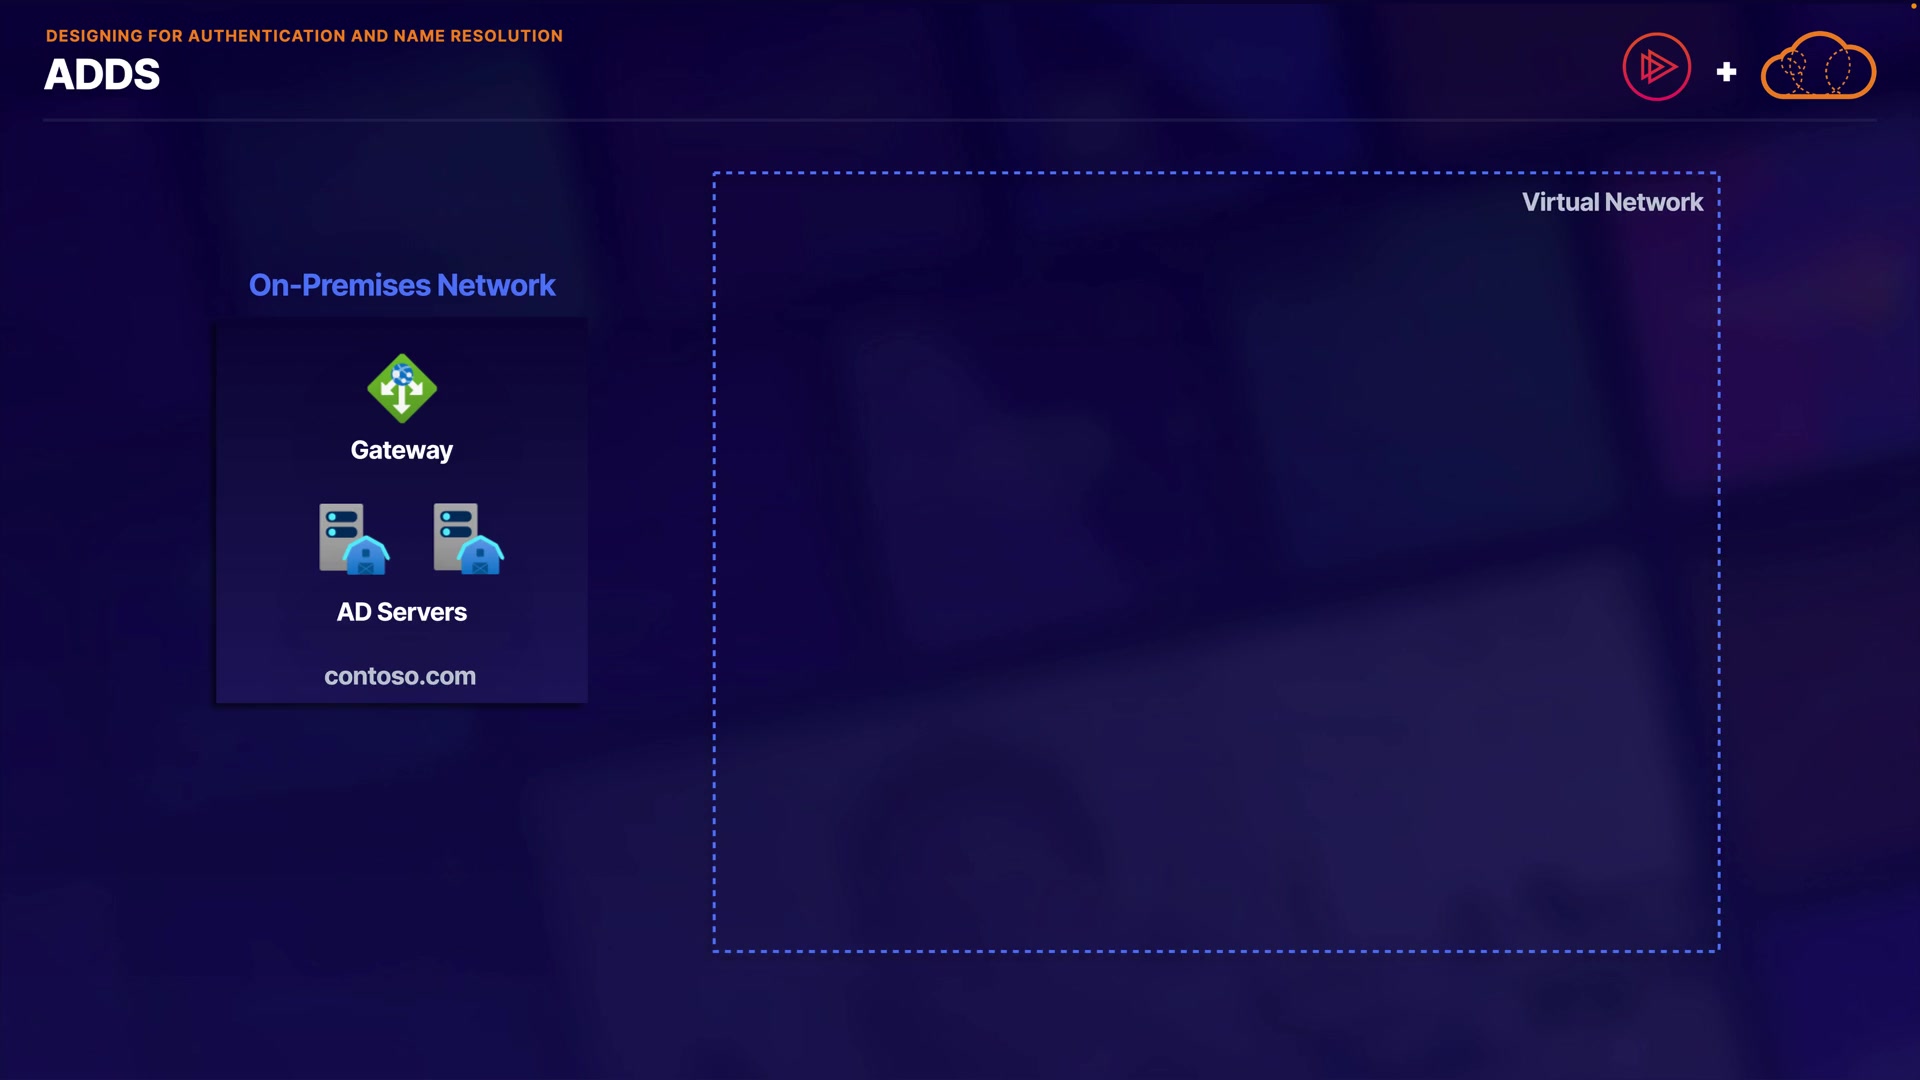 DESIGNING FOR AUTHENTICATION AND NAME RESOLUTION
ADDS
Virtual Network
On-Premises Network
Gateway
AD Servers
contoso.com